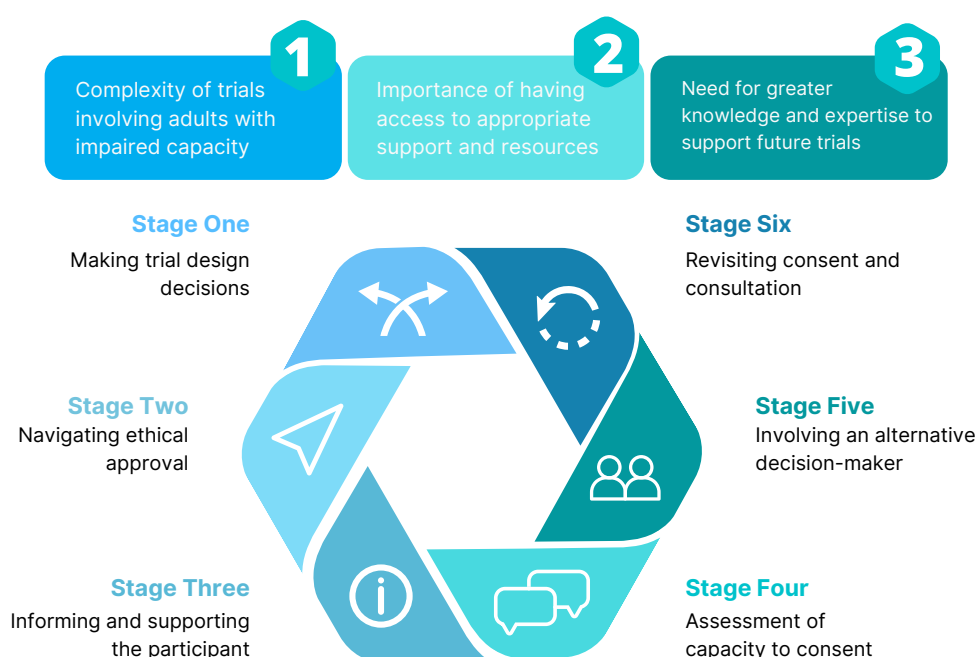 1
Complexity of trials
involving adults with
impaired capacity
2
Importance of having
access to appropriate
support and resources
3
Need for greater
knowledge and expertise to
support future trials
Stage One
Making trial design
decisions
Stage Two
Navigating ethical
approval
Stage Three
Informing and supporting
the participant
Stage Four
Assessment of
capacity to consent
Stage Five
Involving an alternative
decision-maker
Stage Six
Revisiting consent and
consultation